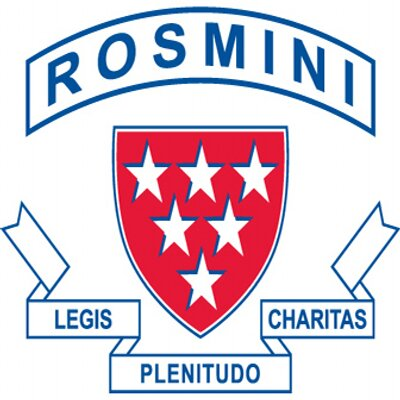 ROSMINI
LEGIS
PLENITUDO
CHARITAS